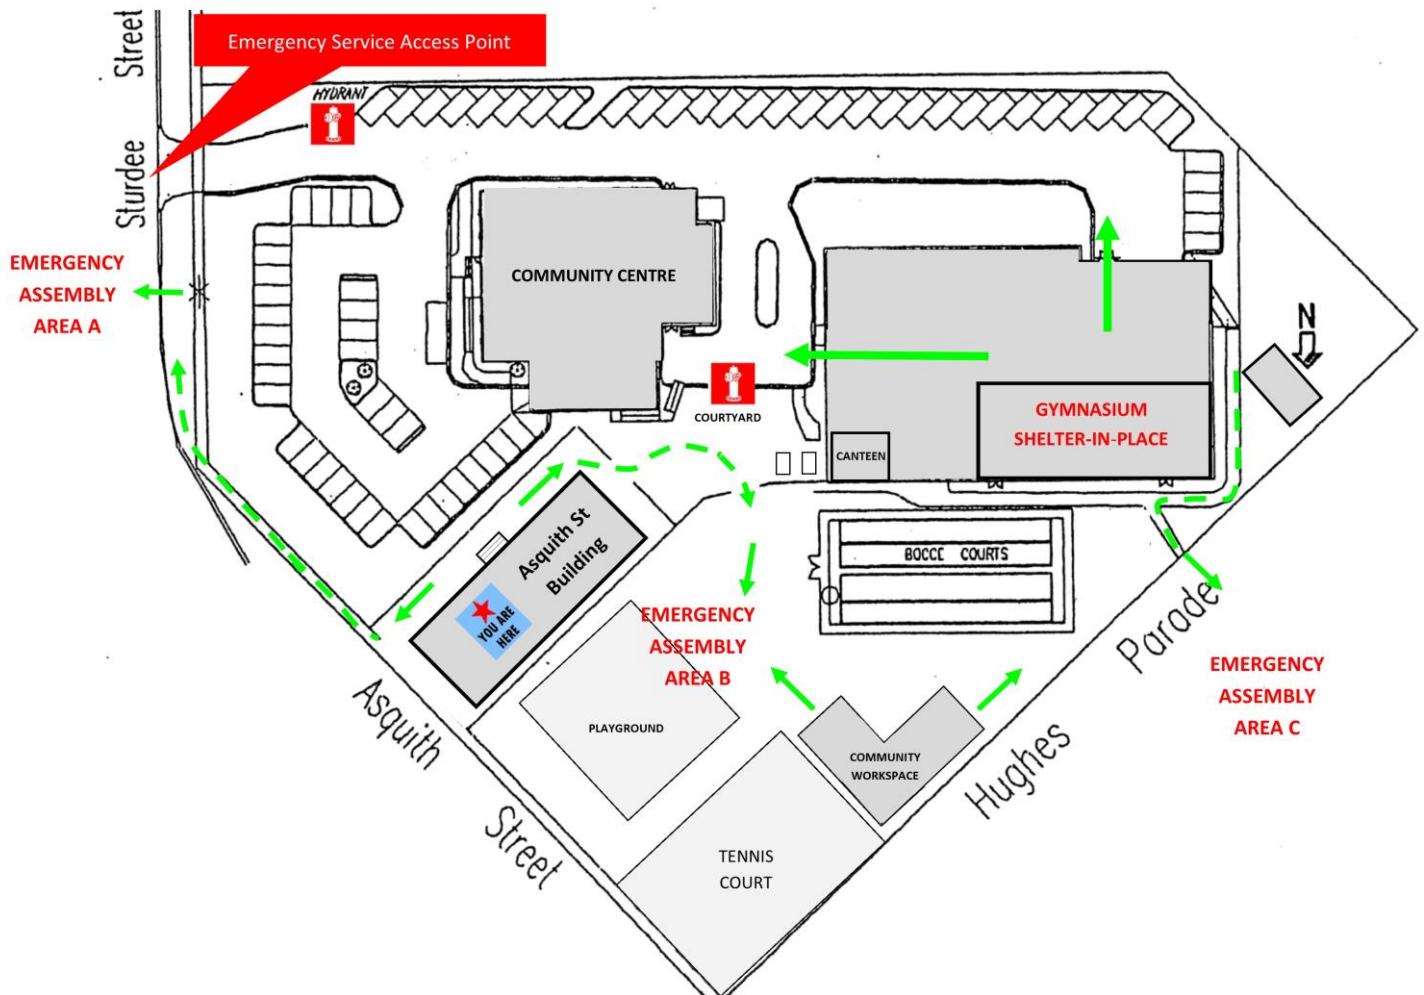 Street
Emergency Service Access Point
HYDRANT
Sturdee
EMERGENCY
ASSEMBLY
AREA A
COMMUNITY CENTRE
COURTYARD
CANTEEN
GYMNASIUM
SHELTER-IN-PLACE
N
Asquith St
Building
YOU ARE
HERE
BOCCE COURTS
EMERGENCY
ASSEMBLY
AREA B
Parade
EMERGENCY
ASSEMBLY
AREA C
PLAYGROUND
COMMUNITY
WORKSPACE
Hughes
Asquith
Street
TENNIS
COURT